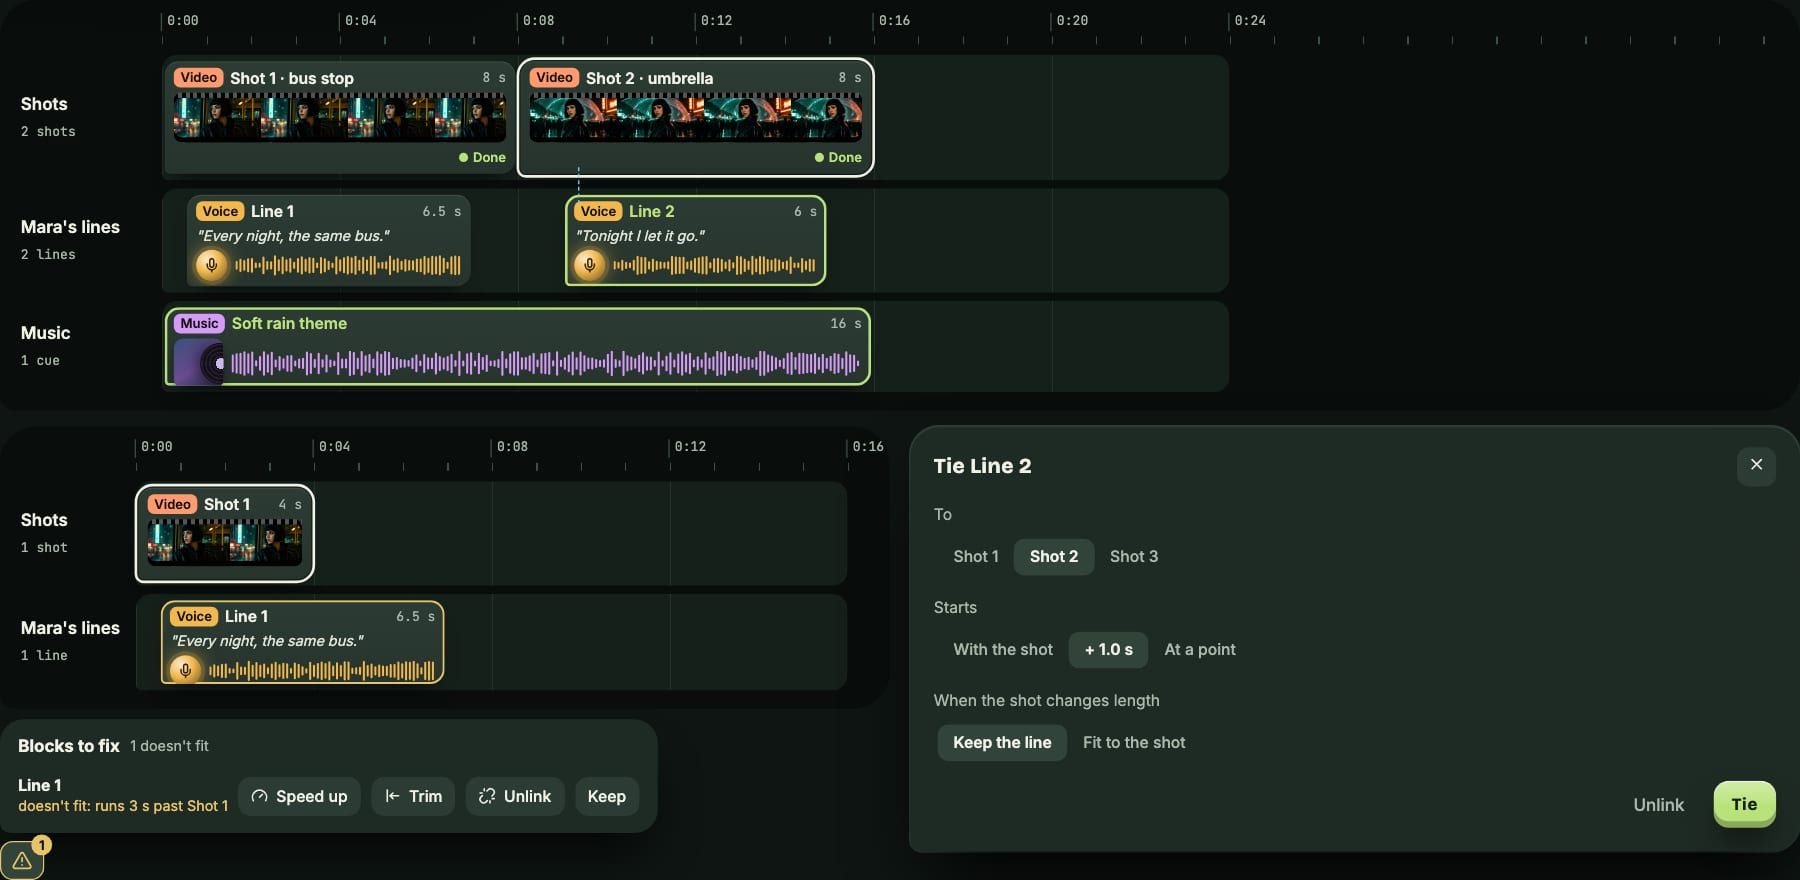 0:00 0:04 0:08 0:12 0:16 0:20 0:24
Shots
2 shots
Video Shot 1 · bus stop 8 s
Done
Video Shot 2 · umbrella 8 s
Done
Mara's lines
2 lines
Voice Line 1 6.5 s
"Every night, the same bus."
Voice Line 2 6 s
"Tonight I let it go."
Music
1 cue
Music Soft rain theme 16 s
0:00 0:04 0:08 0:12 0:16
Shots
1 shot
Video Shot 1 4 s
Mara's lines
1 line
Voice Line 1 6.5 s
"Every night, the same bus."
Blocks to fix 1 doesn't fit
Line 1
doesn't fit: runs 3 s past Shot 1
Speed up Trim Unlink Keep
1
Tie Line 2
To
Shot 1 Shot 2 Shot 3
Starts
With the shot + 1.0 s At a point
When the shot changes length
Keep the line Fit to the shot
Unlink Tie